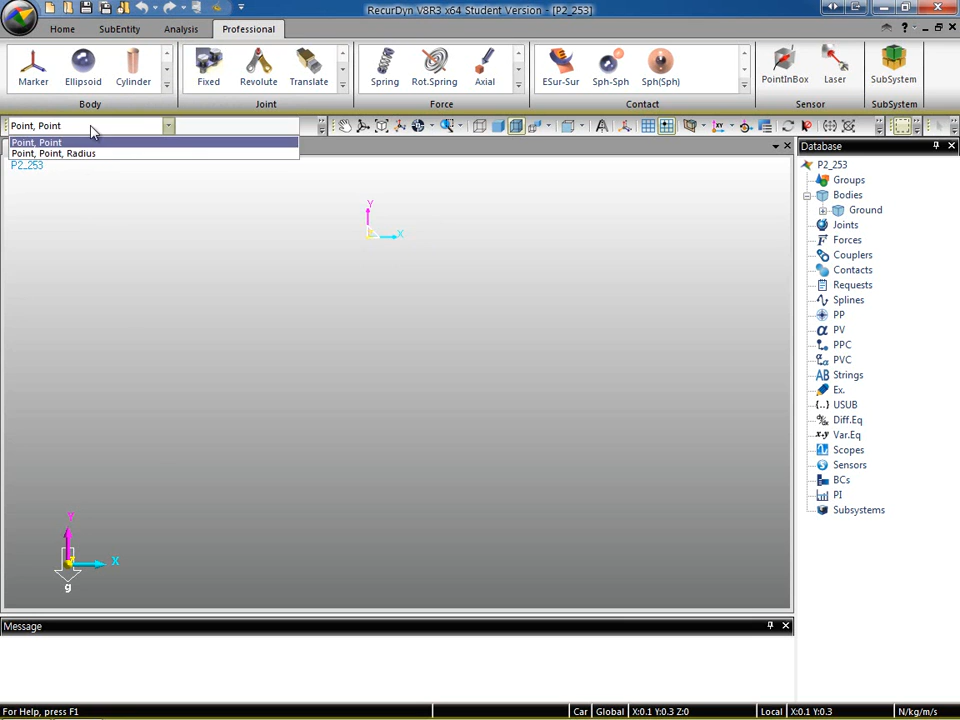 RecurDyn V8R3 x64 Student Version - [P2_253]
Home SubEntity Analysis Professional
Marker Ellipsoid Cylinder Fixed Revolute Translate Spring Rot.Spring Axial ESur-Sur Sph-Sph Sph(Sph) PointInBox Laser SubSystem
Body Joint Force Contact Sensor SubSystem
Point, Point
Point, Point
Point, Point, Radius
P2_253
Y
X
Y
X
g
Database
P2_253
Groups
Bodies
Ground
Joints
Forces
Couplers
Contacts
Requests
Splines
PP
α PV
PPC
PVC
AB Strings
Ex.
{..} USUB
Diff.Eq
x.y Var.Eq
Scopes
Sensors
BCs
PI
Subsystems
Message
For Help, press F1 Car Global X:0.1 Y:0.3 Z:0 Local X:0.1 Y:0.3 N/kg/m/s